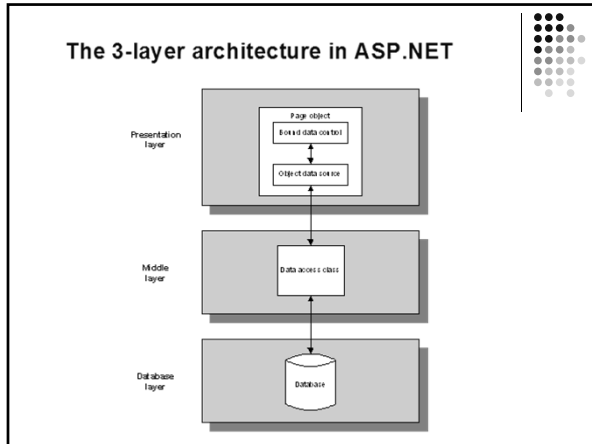 The 3-layer architecture in ASP.NET
Presentation
layer
Page object
Bound data control
Object data source
Middle
layer
Data access class
Database
layer
Database